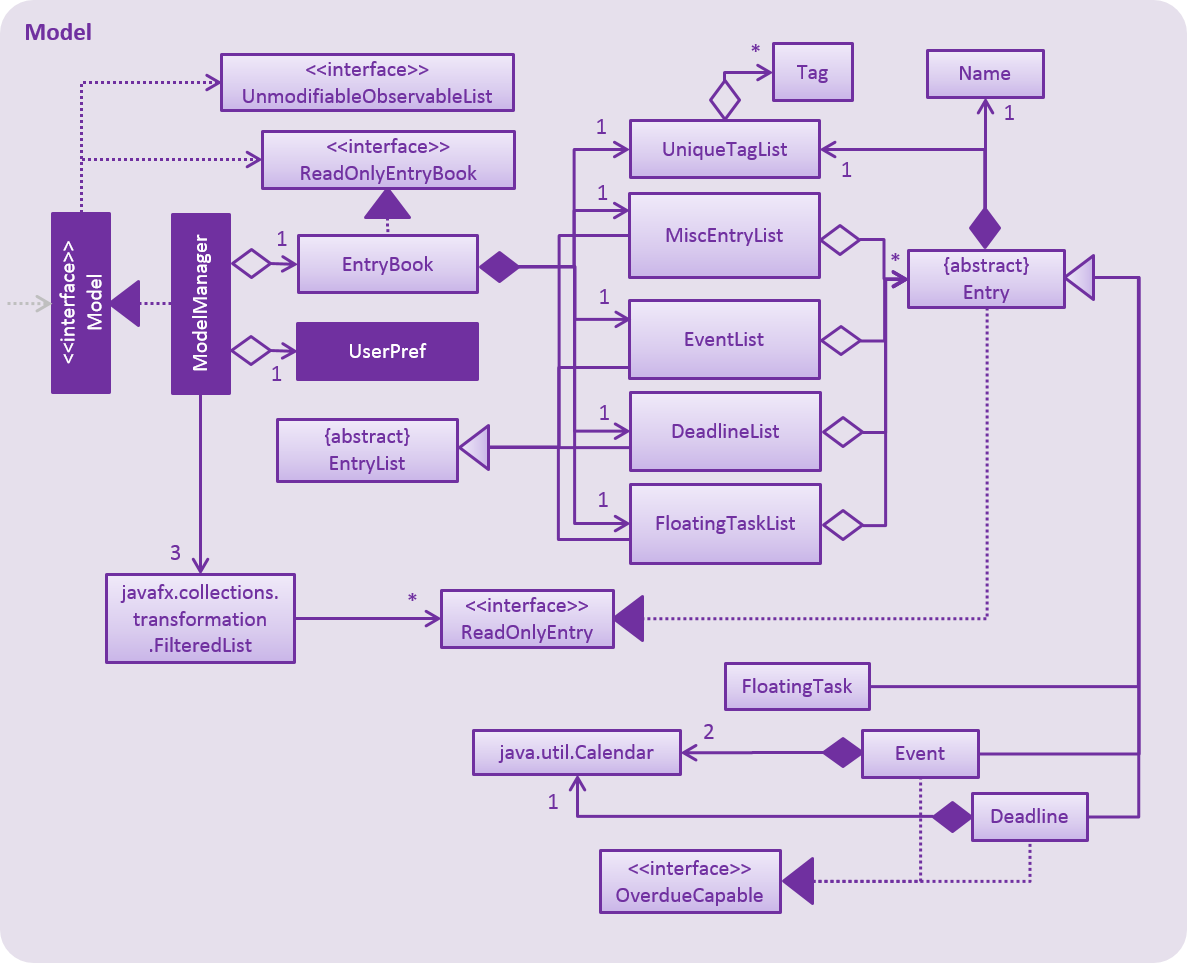 Model
<<interface>>
UnmodifiableObservableList
<<interface>>
ReadOnlyEntryBook
<<interface>>
Model
ModelManager
1
EntryBook
1
UserPref
{abstract}
EntryList
3
javafx.collections.
transformation
.FilteredList
*
<<interface>>
ReadOnlyEntry
*
Tag
1
UniqueTagList
1
1
MiscEntryList
1
EventList
1
DeadlineList
1
FloatingTaskList
Name
1
*
{abstract}
Entry
FloatingTask
java.util.Calendar
2
Event
1
Deadline
<<interface>>
OverdueCapable